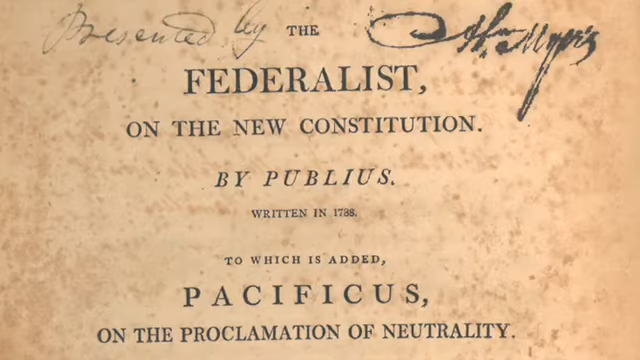 Presented by
THE
FEDERALIST,
ON THE NEW CONSTITUTION.
BY PUBLIUS.
WRITTEN IN 1788.
TO WHICH IS ADDED,
PACIFICUS,
ON THE PROCLAMATION OF NEUTRALITY.